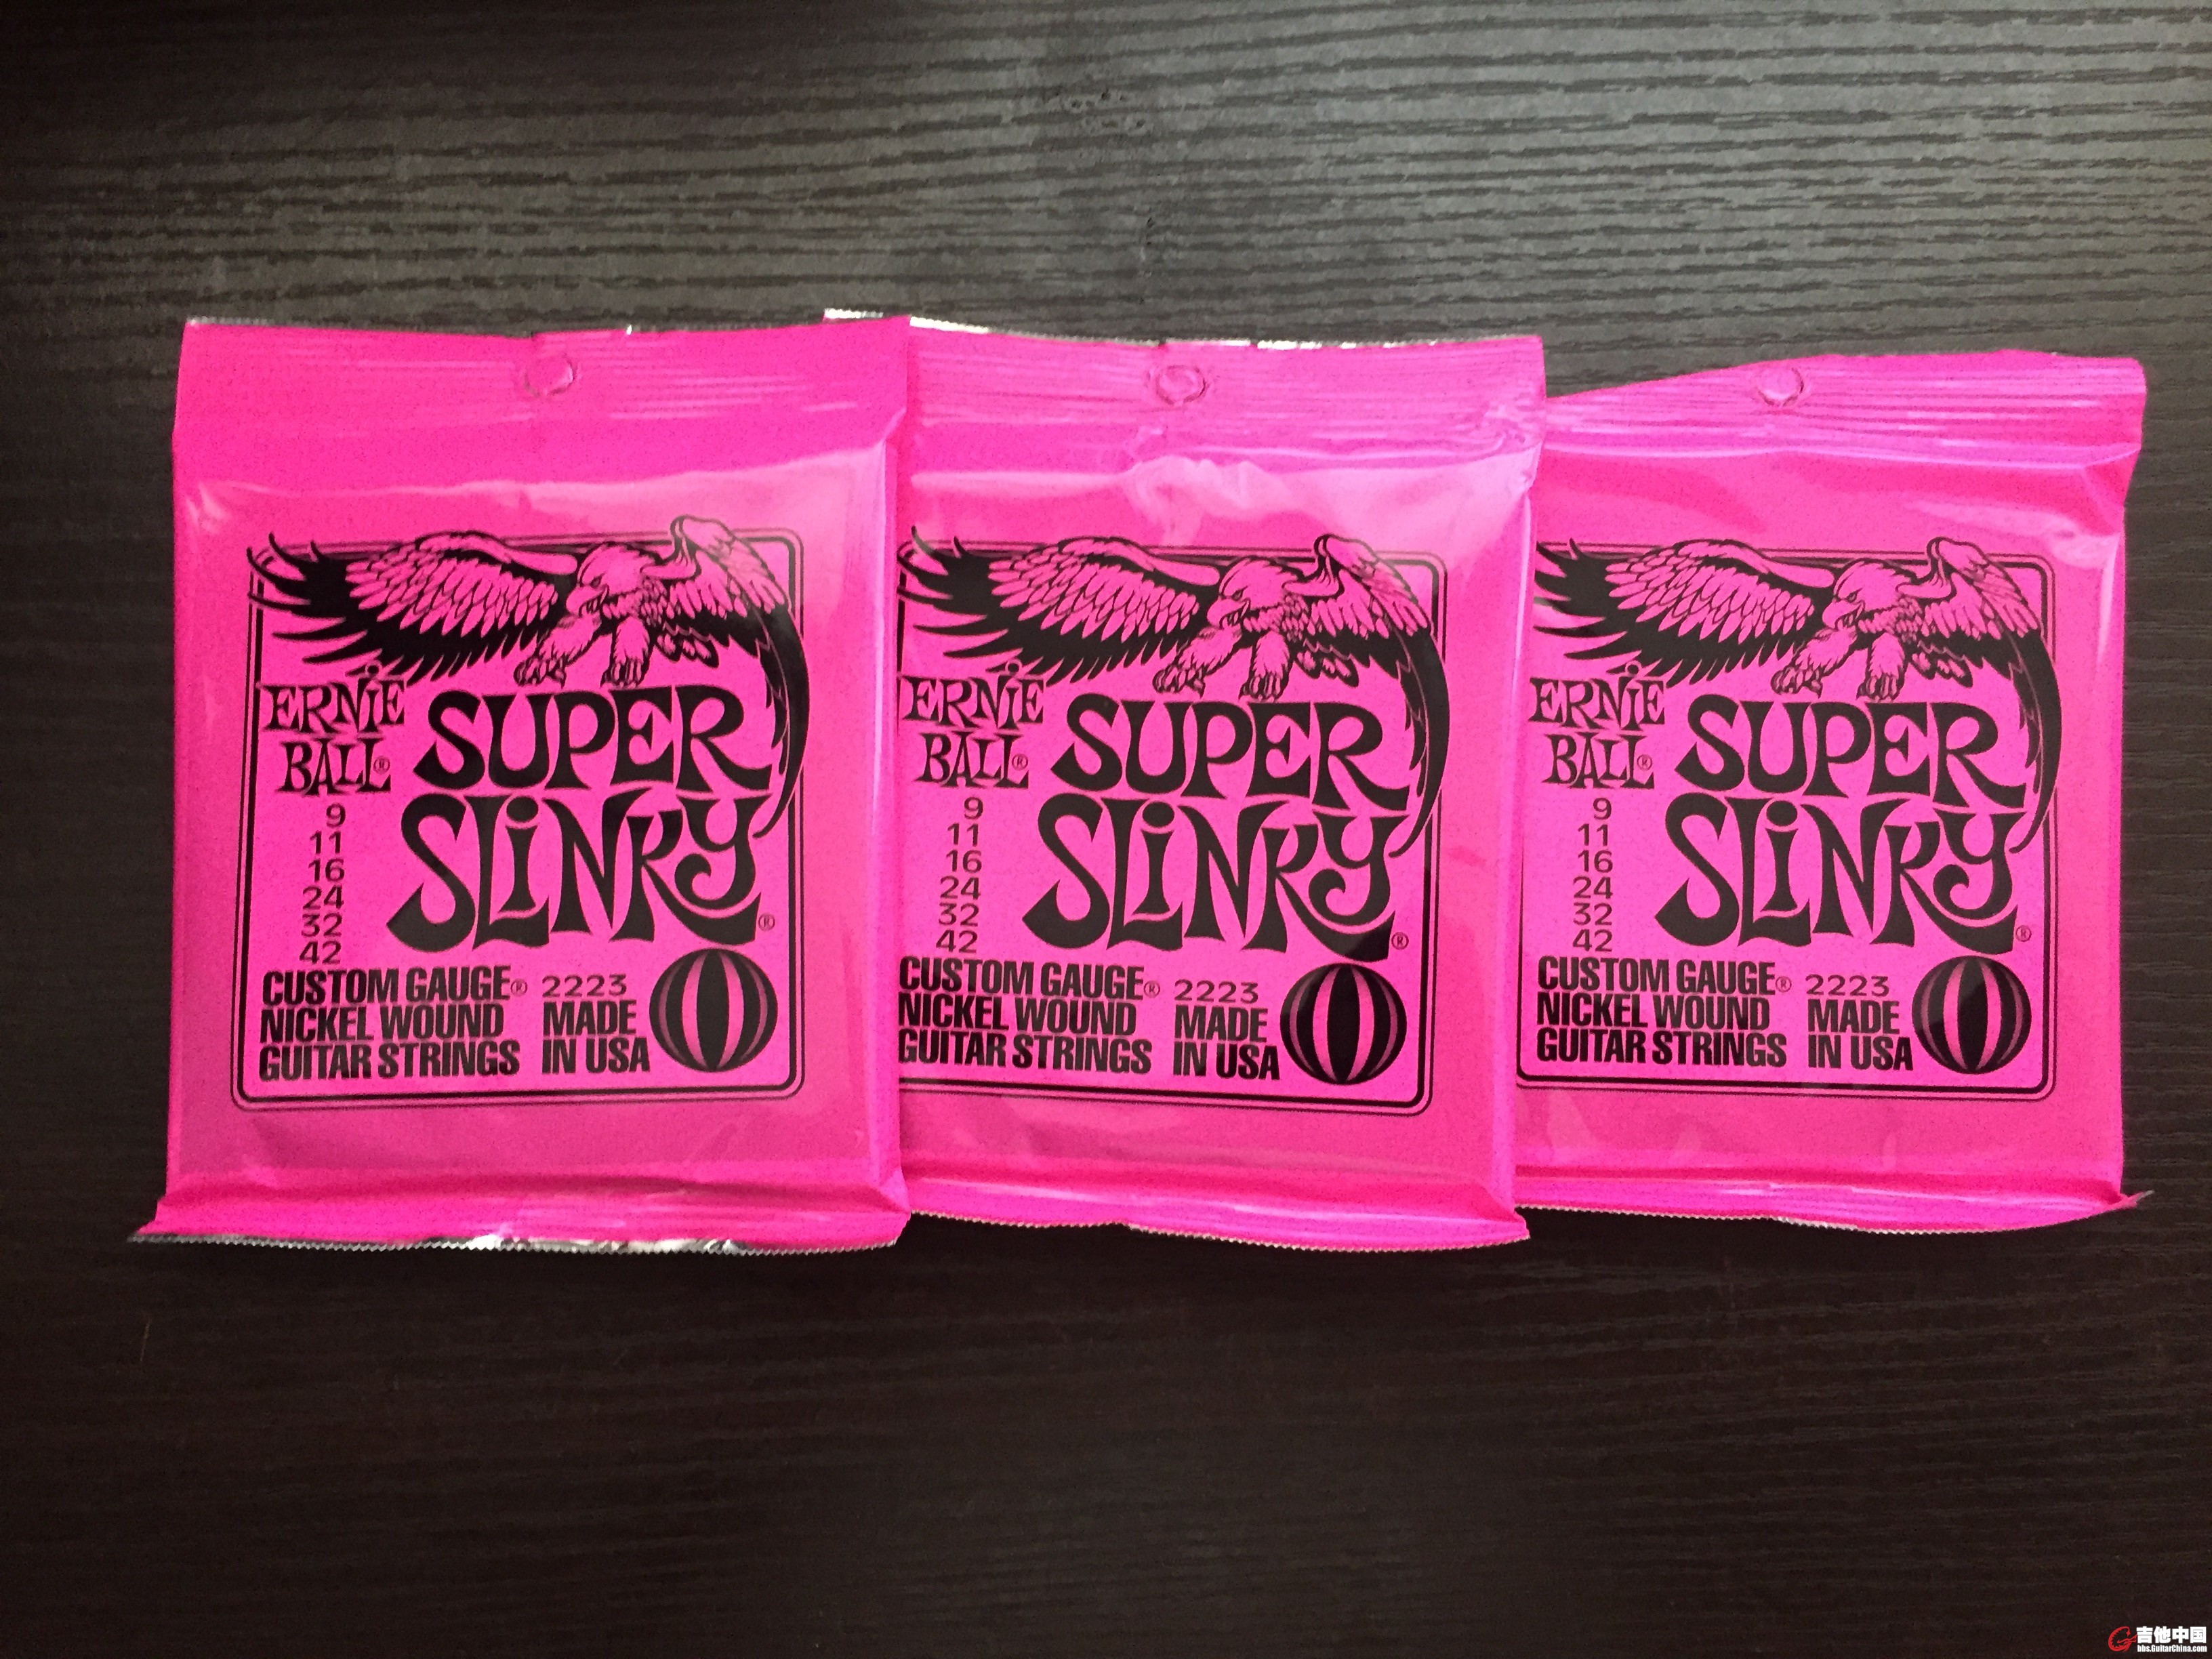 ERNiE
BALL®
SUPER
SLiNKY®
9
11
16
24
32
42
CUSTOM GAUGE®
NICKEL WOUND
GUITAR STRINGS
2223
MADE
IN USA
ERNiE
BALL®
SUPER
SLiNKY®
9
11
16
24
32
42
CUSTOM GAUGE®
NICKEL WOUND
GUITAR STRINGS
2223
MADE
IN USA
ERNiE
BALL®
SUPER
SLiNKY®
9
11
16
24
32
42
CUSTOM GAUGE®
NICKEL WOUND
GUITAR STRINGS
2223
MADE
IN USA
吉他中国
bbs.GuitarChina.com